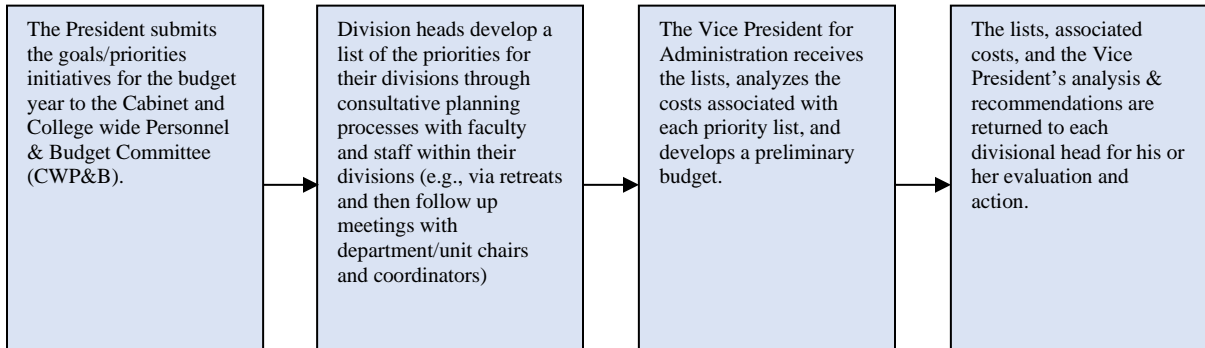 The President submits
the goals/priorities
initiatives for the budget
year to the Cabinet and
College wide Personnel
& Budget Committee
(CWP&B).
Division heads develop a
list of the priorities for
their divisions through
consultative planning
processes with faculty
and staff within their
divisions (e.g., via retreats
and then follow up
meetings with
department/unit chairs
and coordinators)
The Vice President for
Administration receives
the lists, analyzes the
costs associated with
each priority list, and
develops a preliminary
budget.
The lists, associated
costs, and the Vice
President’s analysis &
recommendations are
returned to each
divisional head for his or
her evaluation and
action.